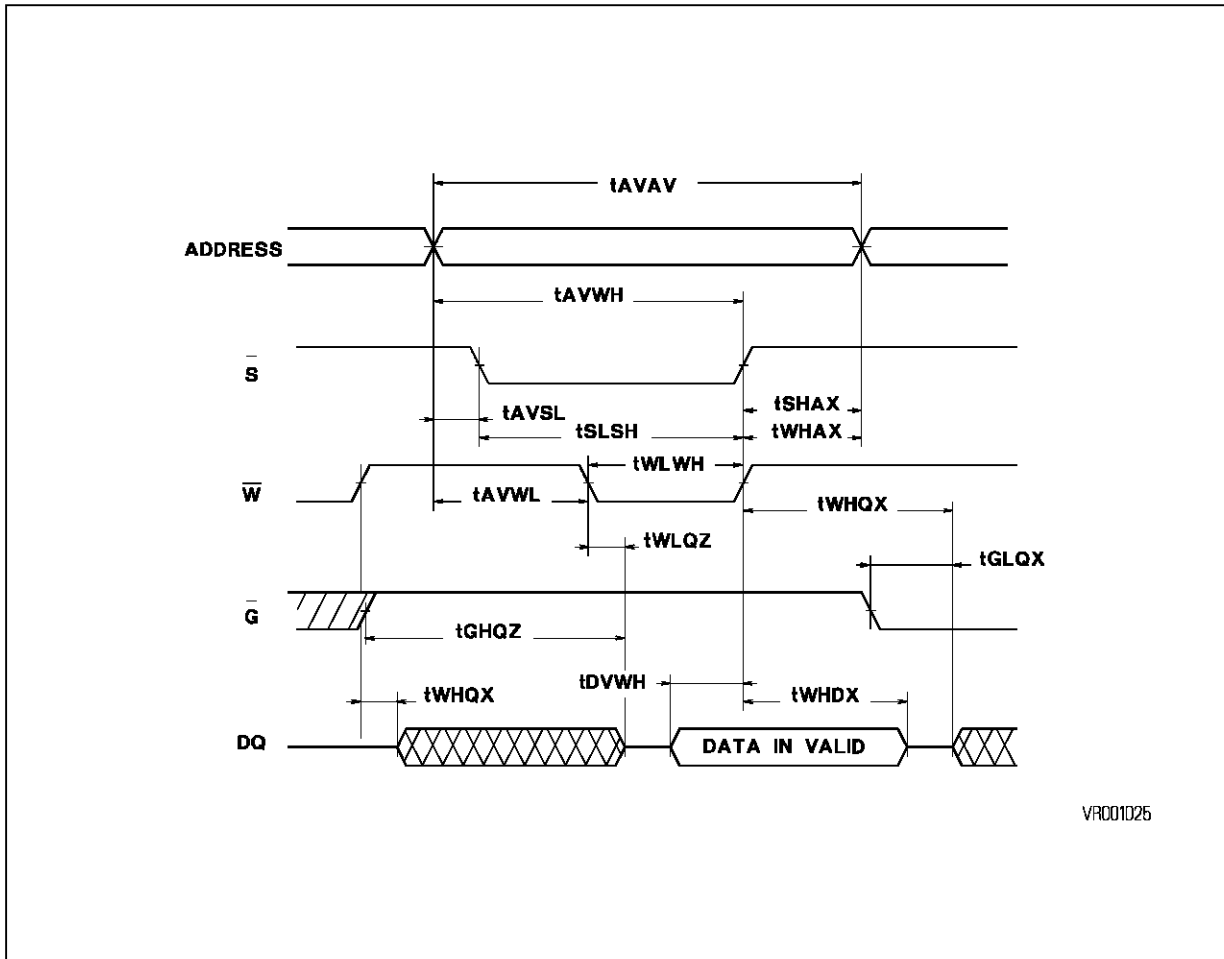 tAVAV
ADDRESS
tAVWH
S̅
tAVSL
tSHAX
tSLSH
tWHAX
tWLWH
W̅
tAVWL
tWHQX
tWLQZ
tGLQX
G̅
tGHQZ
tDVWH
tWHQX
tWHDX
DQ
DATA IN VALID
VR001025